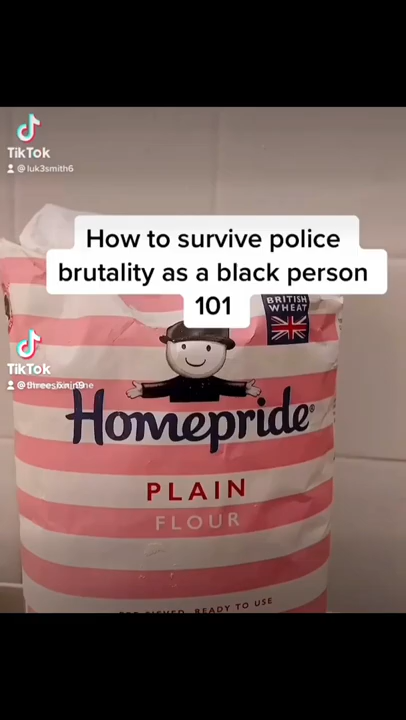 TikTok
@luk3smith6
How to survive police
brutality as a black person
101
BRITISH
WHEAT
TikTok
Homepride®
PLAIN
FLOUR
READY TO USE